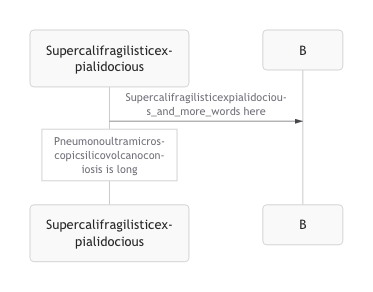 Supercalifragilisticex-
pialidocious
B
Supercalifragilisticexpialidociou-
s_and_more_words here
Pneumonoultramicros-
copicsilicovolcanocon-
iosis is long
Supercalifragilisticex-
pialidocious
B